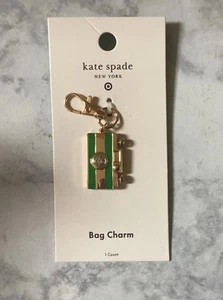 kate spade
NEW YORK
Bag Charm
1 Count